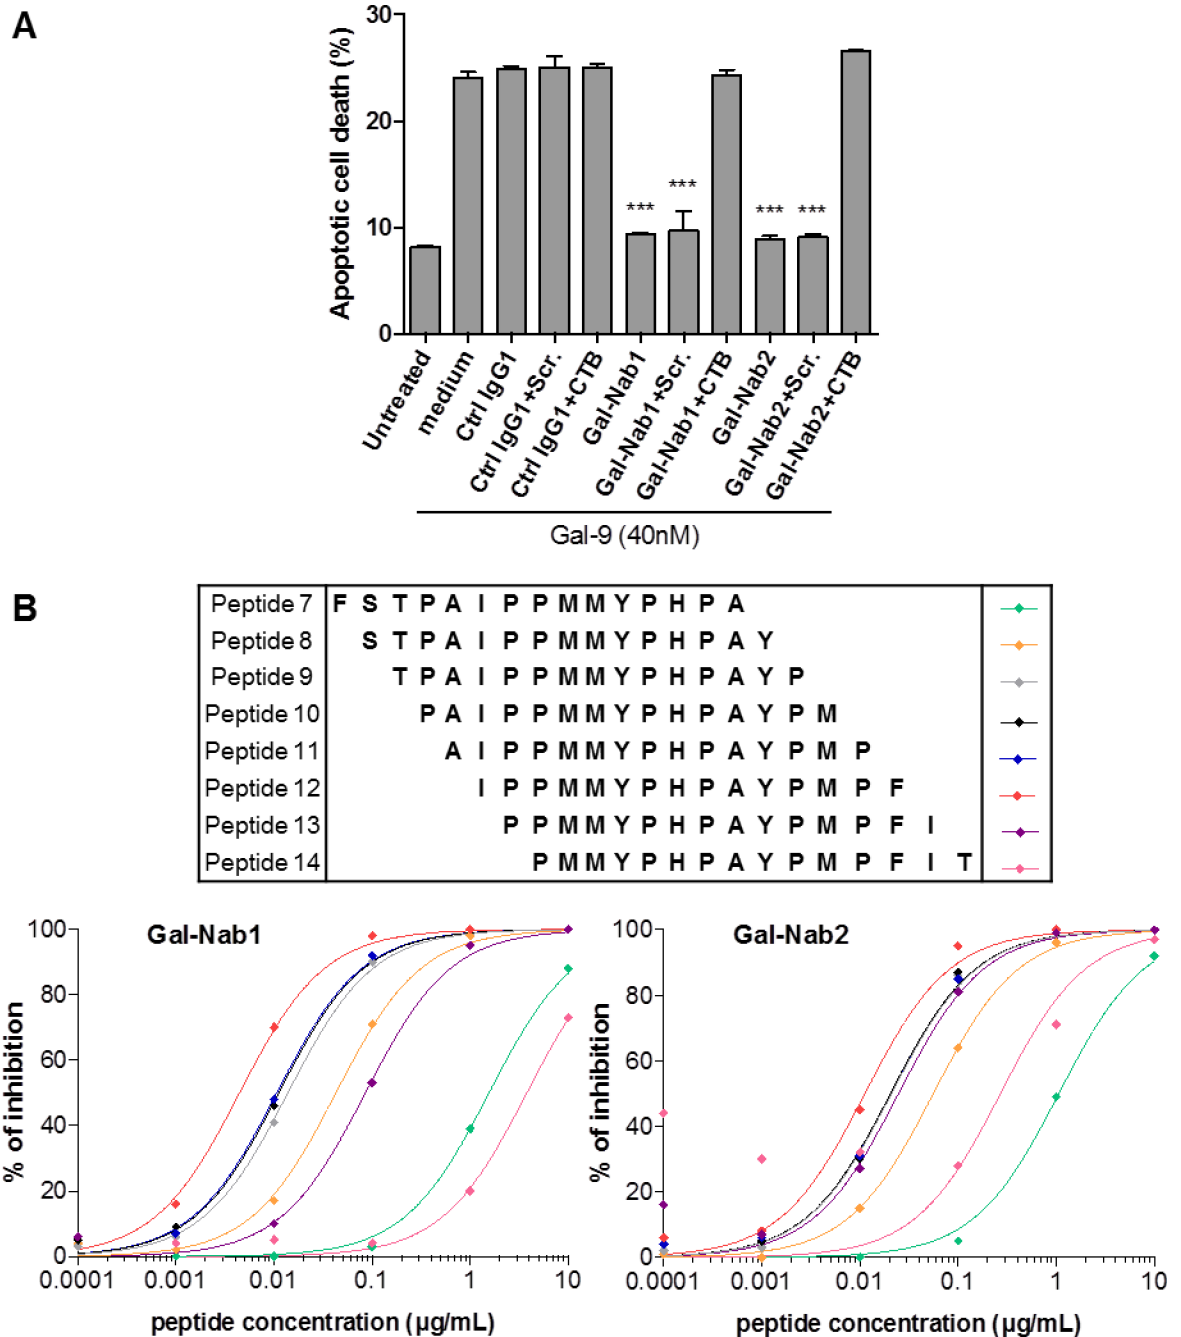 A
Apoptotic cell death (%)
30
20
10
0
***
***
***
***
Untreated
medium
Ctrl IgG1
Ctrl IgG1+Scr.
Ctrl IgG1+CTB
Gal-Nab1
Gal-Nab1+Scr.
Gal-Nab1+CTB
Gal-Nab2
Gal-Nab2+Scr.
Gal-Nab2+CTB
Gal-9 (40nM)
B
Peptide 7 F S T P A I P P M M Y P H P A
Peptide 8 S T P A I P P M M Y P H P A Y
Peptide 9 T P A I P P M M Y P H P A Y P
Peptide 10 P A I P P M M Y P H P A Y P M
Peptide 11 A I P P M M Y P H P A Y P M P
Peptide 12 I P P M M Y P H P A Y P M P F
Peptide 13 P P M M Y P H P A Y P M P F I
Peptide 14 P M M Y P H P A Y P M P F I T
Gal-Nab1
% of inhibition
100
80
60
40
20
0
0.0001 0.001 0.01 0.1 1 10
peptide concentration (µg/mL)
Gal-Nab2
% of inhibition
100
80
60
40
20
0
0.0001 0.001 0.01 0.1 1 10
peptide concentration (µg/mL)